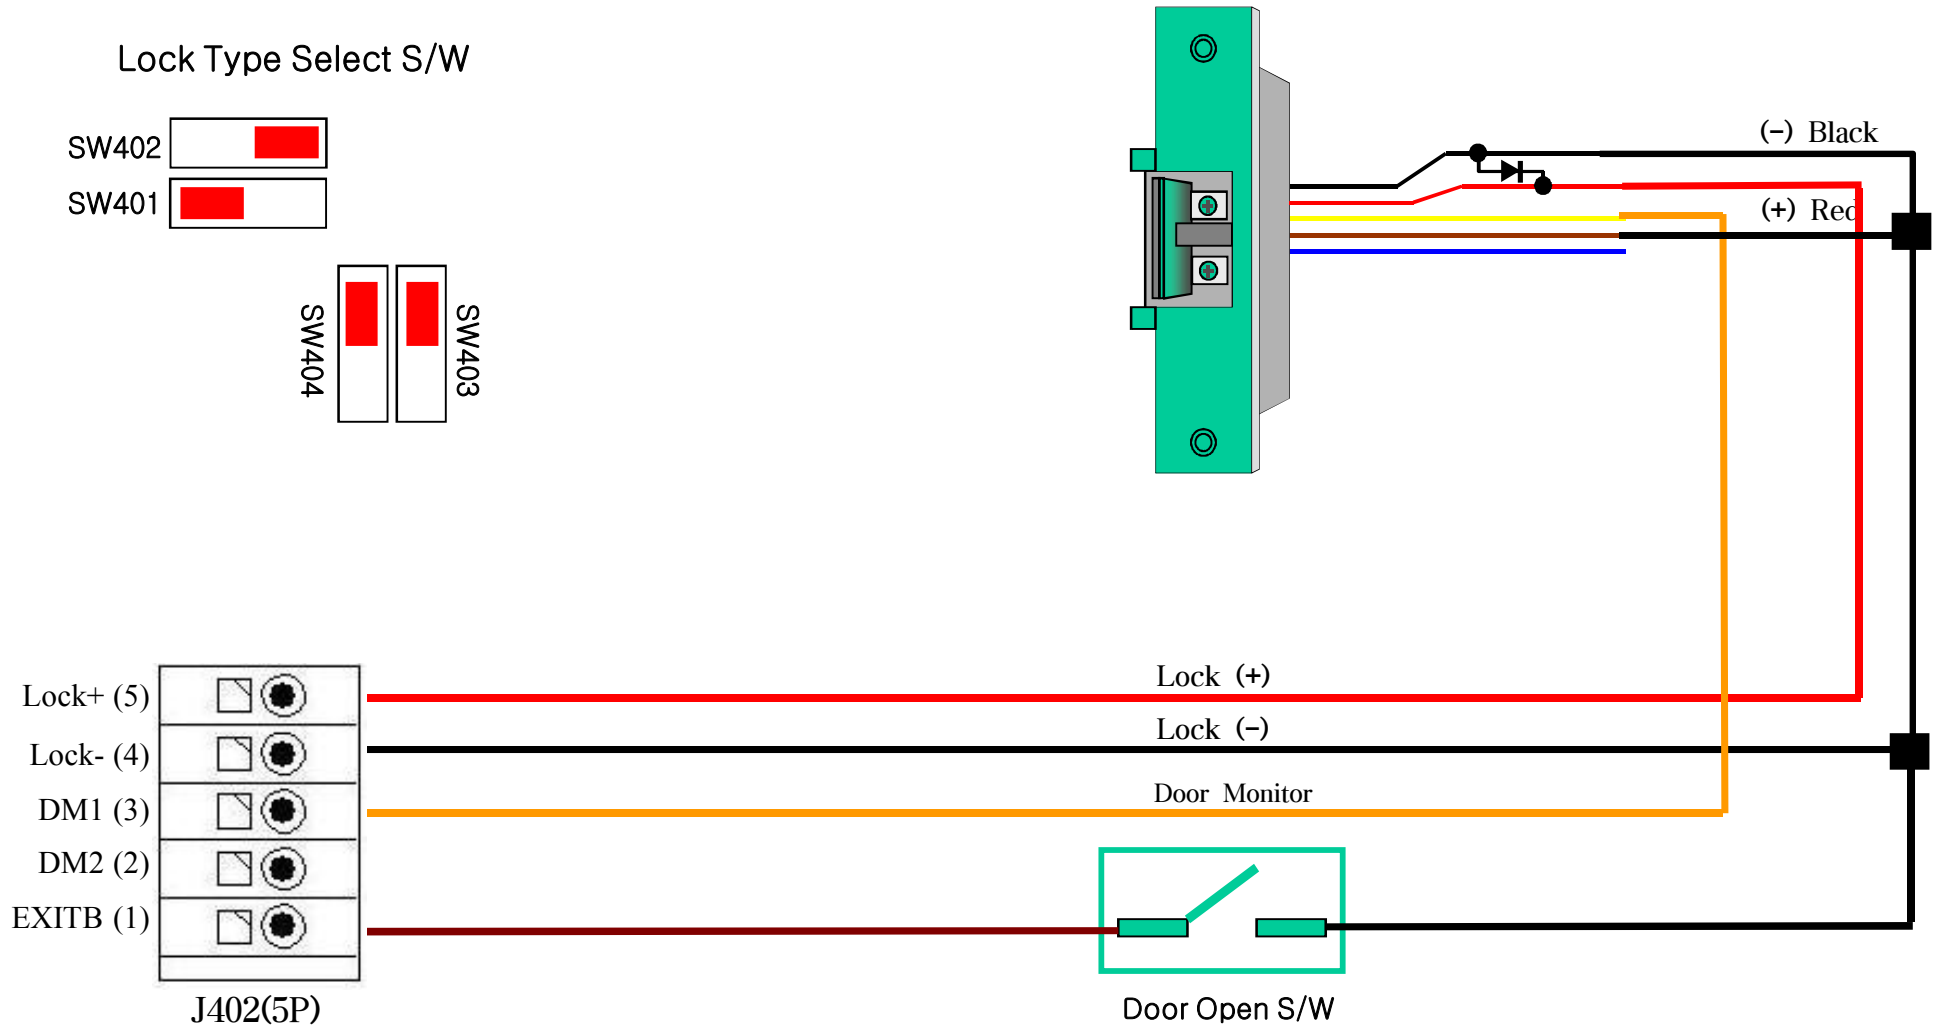 Lock Type Select S/W
SW402
SW401
SW404
SW403
(-) Black
(+) Red
Lock (+)
Lock+ (5)
Lock (-)
Lock- (4)
Door Monitor
DM1 (3)
DM2 (2)
EXITB (1)
J402(5P)
Door Open S/W